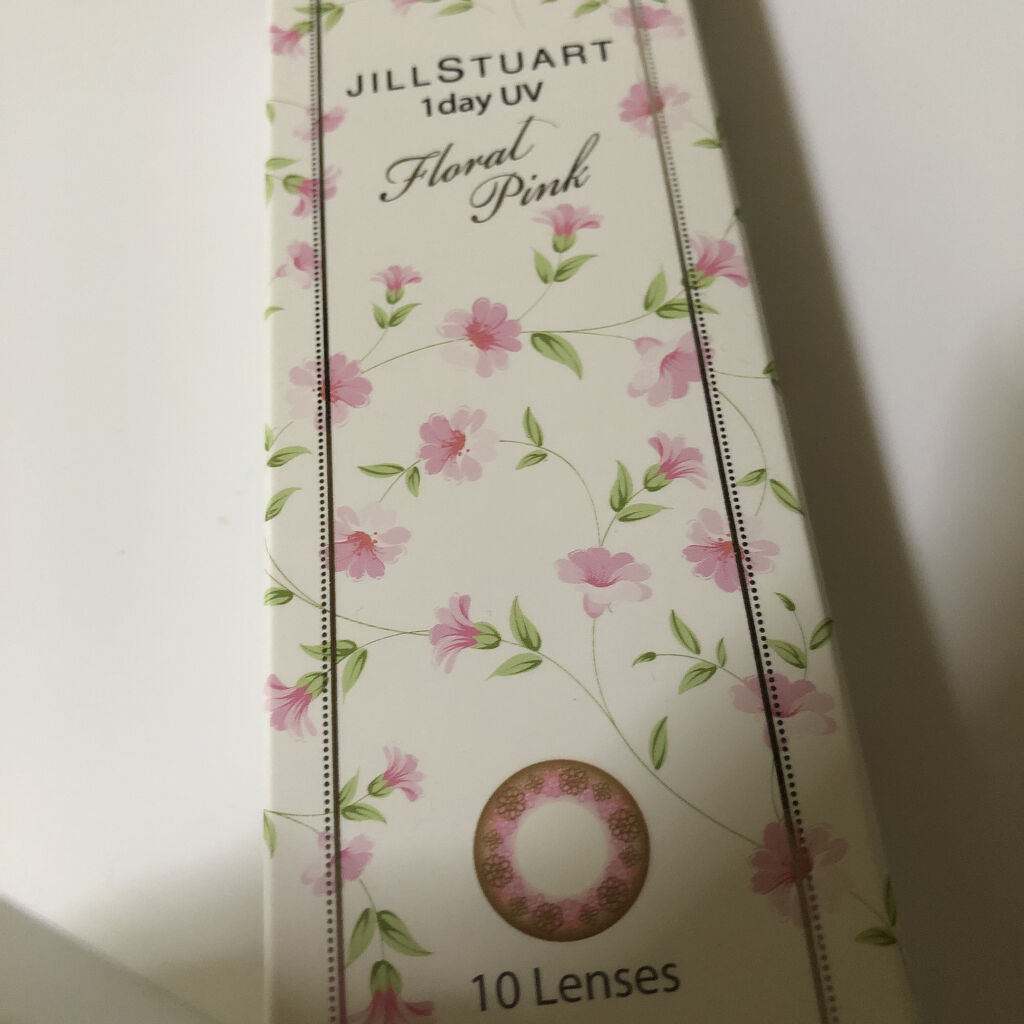 JILLSTUART
1day UV
Floral
Pink
10 Lenses